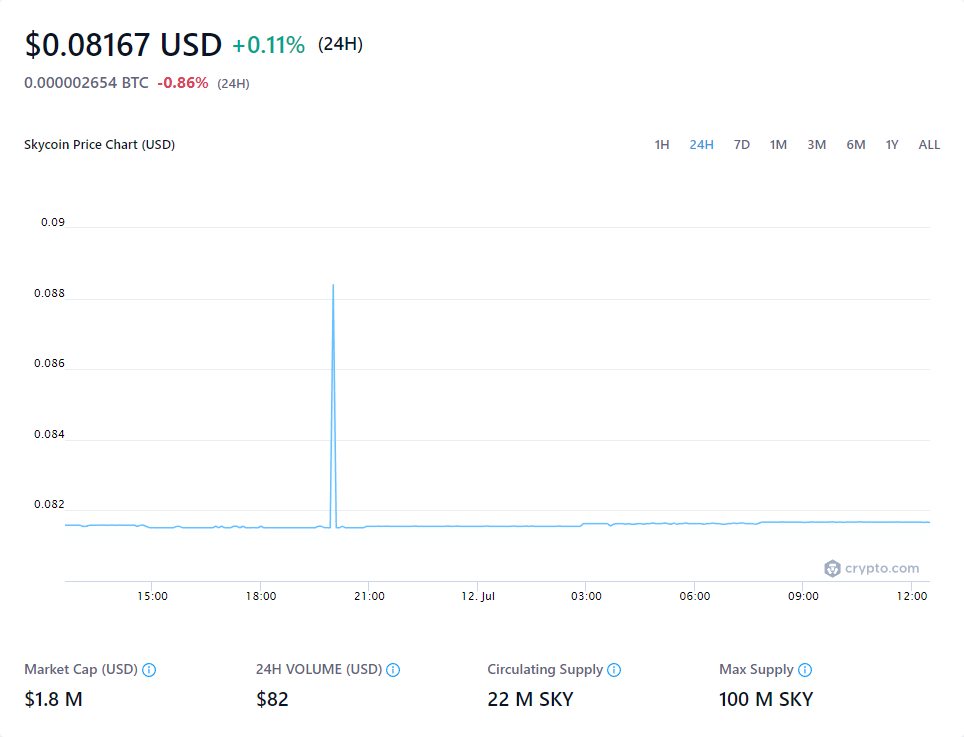 $0.08167 USD +0.11% (24H)
0.000002654 BTC -0.86% (24H)
Skycoin Price Chart (USD) 1H 24H 7D 1M 3M 6M 1Y ALL
0.09
0.088
0.086
0.084
0.082
crypto.com
15:00 18:00 21:00 12. Jul 03:00 06:00 09:00 12:00
Market Cap (USD) 24H VOLUME (USD) Circulating Supply Max Supply
$1.8 M $82 22 M SKY 100 M SKY